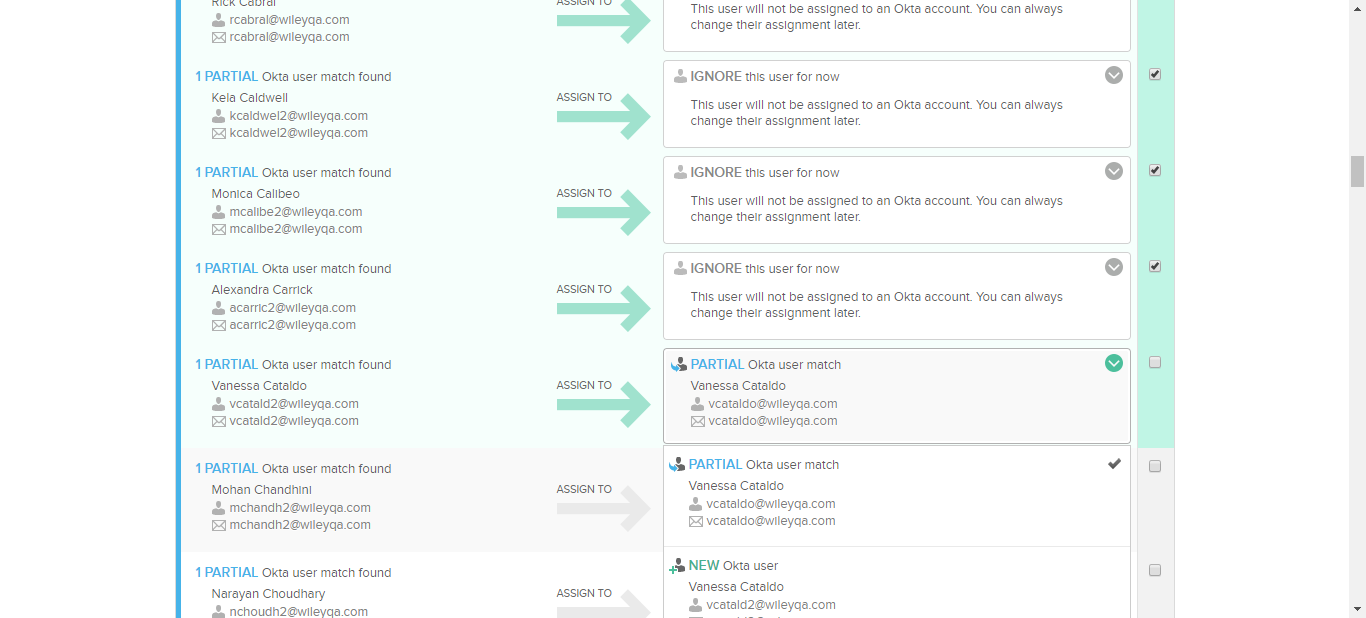 Rick Cabral
rcabral@wileyqa.com
rcabral@wileyqa.com
ASSIGN TO
This user will not be assigned to an Okta account. You can always
change their assignment later.
1 PARTIAL Okta user match found
Kela Caldwell
kcaldwel2@wileyqa.com
kcaldwel2@wileyqa.com
ASSIGN TO
IGNORE this user for now
This user will not be assigned to an Okta account. You can always
change their assignment later.
1 PARTIAL Okta user match found
Monica Calibeo
mcalibe2@wileyqa.com
mcalibe2@wileyqa.com
ASSIGN TO
IGNORE this user for now
This user will not be assigned to an Okta account. You can always
change their assignment later.
1 PARTIAL Okta user match found
Alexandra Carrick
acarric2@wileyqa.com
acarric2@wileyqa.com
ASSIGN TO
IGNORE this user for now
This user will not be assigned to an Okta account. You can always
change their assignment later.
1 PARTIAL Okta user match found
Vanessa Cataldo
vcatald2@wileyqa.com
vcatald2@wileyqa.com
ASSIGN TO
PARTIAL Okta user match
Vanessa Cataldo
vcataldo@wileyqa.com
vcataldo@wileyqa.com
1 PARTIAL Okta user match found
Mohan Chandhini
mchandh2@wileyqa.com
mchandh2@wileyqa.com
ASSIGN TO
PARTIAL Okta user match
Vanessa Cataldo
vcataldo@wileyqa.com
vcataldo@wileyqa.com
1 PARTIAL Okta user match found
Narayan Choudhary
nchoudh2@wileyqa.com
ASSIGN TO
NEW Okta user
Vanessa Cataldo
vcatald2@wileyqa.com